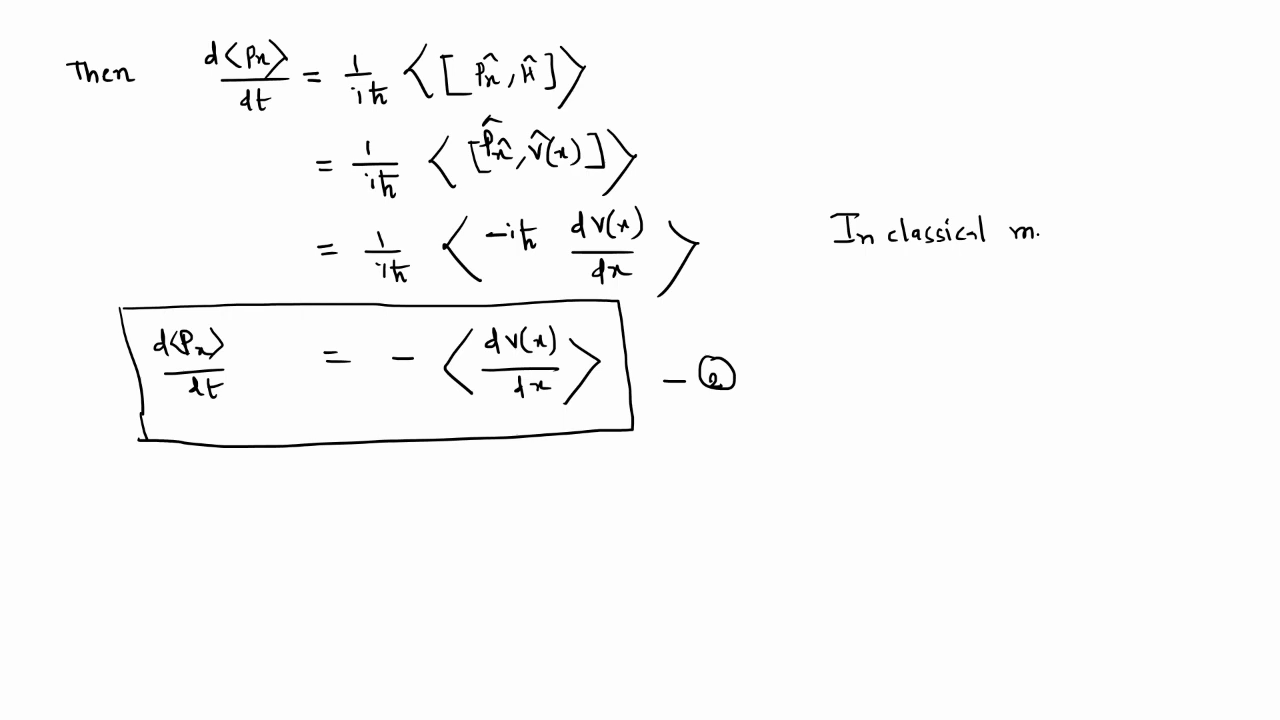 Then d⟨Px⟩/dt = 1/iħ ⟨[P̂x̂, Ĥ]⟩
= 1/iħ ⟨[P̂x̂, V̂(x)]⟩
= 1/iħ ⟨-iħ dV(x)/dx⟩
In classical m.
d⟨Px⟩/dt = - ⟨dV(x)/dx⟩ - ②